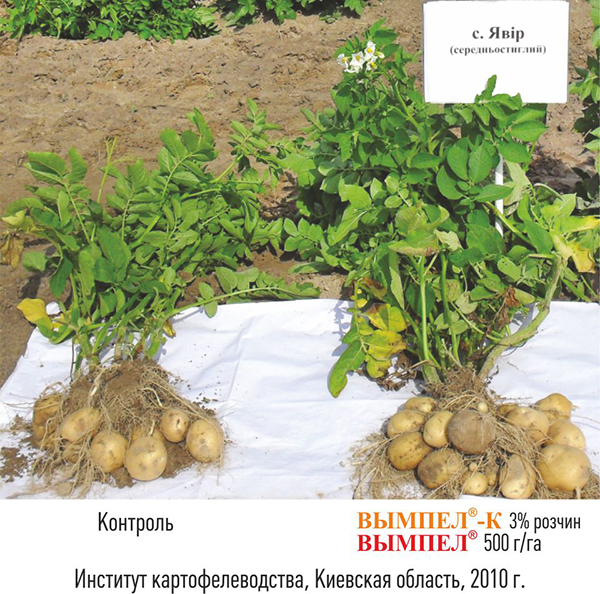 с. Явір
(середньостиглий)
Контроль
ВЫМПЕЛ®-К 3% розчин
ВЫМПЕЛ® 500 г/га
Институт картофелеводства, Киевская область, 2010 г.